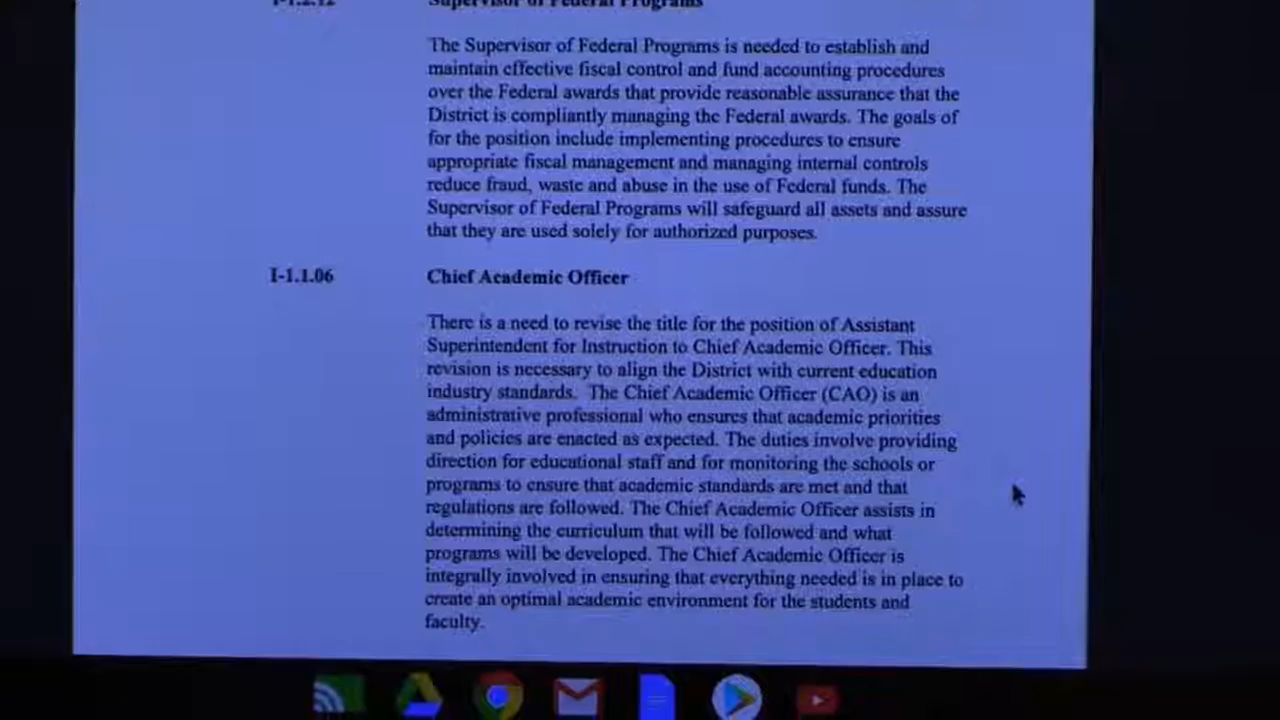 I-1.2.12 Supervisor of Federal Programs
The Supervisor of Federal Programs is needed to establish and
maintain effective fiscal control and fund accounting procedures
over the Federal awards that provide reasonable assurance that the
District is compliantly managing the Federal awards. The goals of
for the position include implementing procedures to ensure
appropriate fiscal management and managing internal controls
reduce fraud, waste and abuse in the use of Federal funds. The
Supervisor of Federal Programs will safeguard all assets and assure
that they are used solely for authorized purposes.
I-1.1.06 Chief Academic Officer
There is a need to revise the title for the position of Assistant
Superintendent for Instruction to Chief Academic Officer. This
revision is necessary to align the District with current education
industry standards. The Chief Academic Officer (CAO) is an
administrative professional who ensures that academic priorities
and policies are enacted as expected. The duties involve providing
direction for educational staff and for monitoring the schools or
programs to ensure that academic standards are met and that
regulations are followed. The Chief Academic Officer assists in
determining the curriculum that will be followed and what
programs will be developed. The Chief Academic Officer is
integrally involved in ensuring that everything needed is in place to
create an optimal academic environment for the students and
faculty.